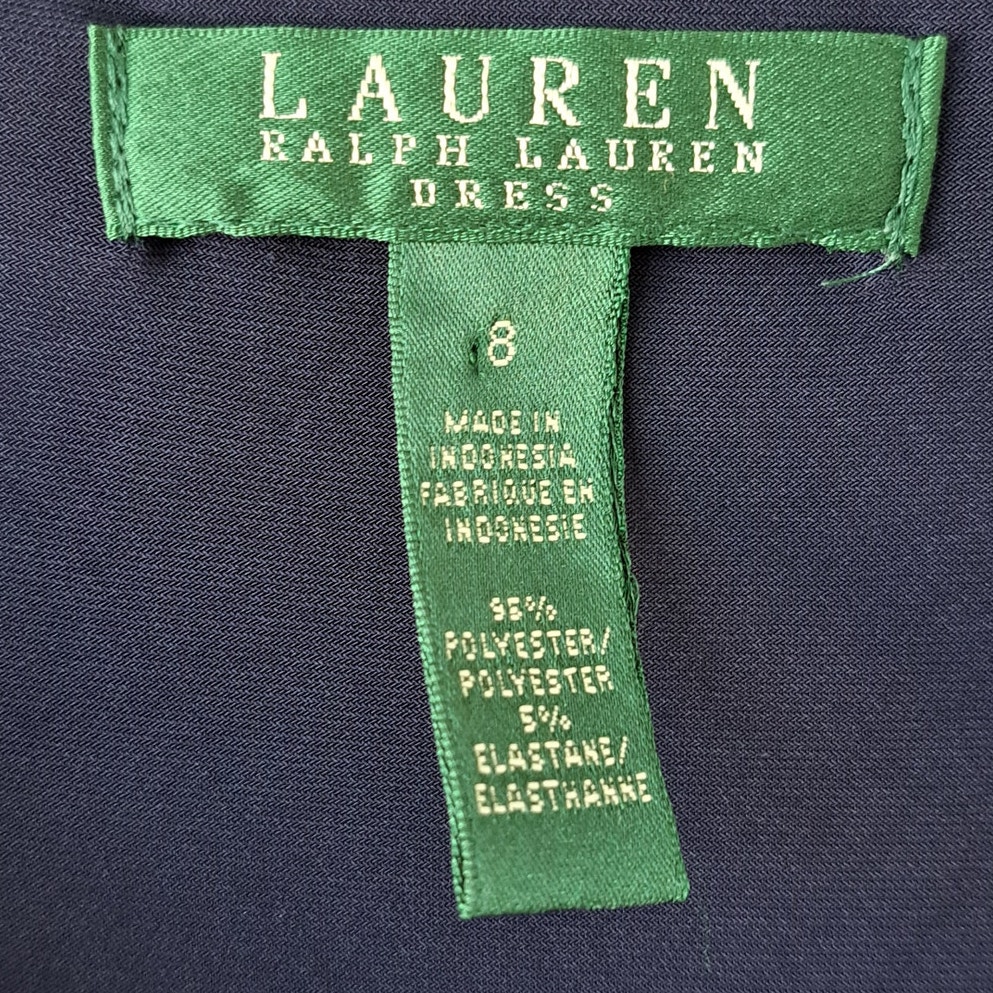 LAUREN
RALPH LAUREN
DRESS
8
MADE IN
INDONESIA
FABRIQUE EN
INDONESIE
95%
POLYESTER/
POLYESTER
5%
ELASTANE/
ELASTHANNE